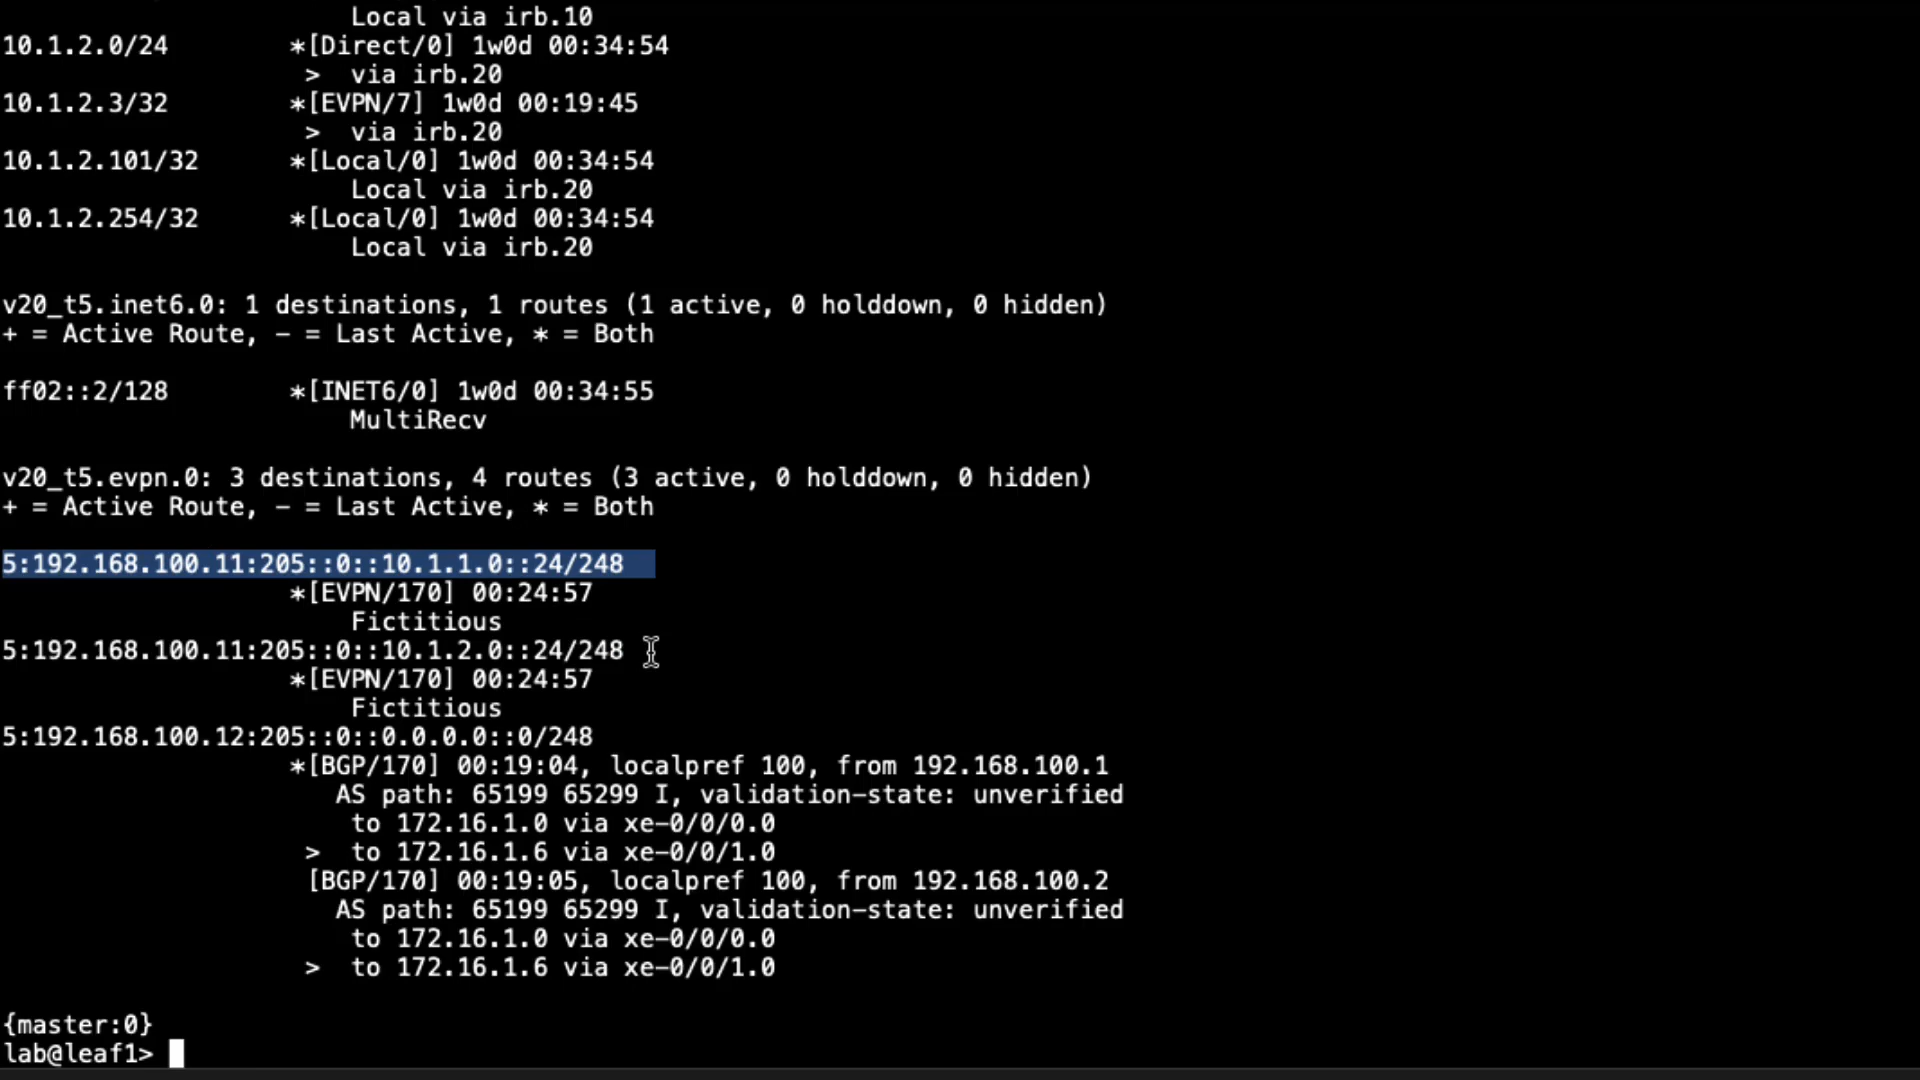 Local via irb.10
10.1.2.0/24 *[Direct/0] 1w0d 00:34:54
> via irb.20
10.1.2.3/32 *[EVPN/7] 1w0d 00:19:45
> via irb.20
10.1.2.101/32 *[Local/0] 1w0d 00:34:54
Local via irb.20
10.1.2.254/32 *[Local/0] 1w0d 00:34:54
Local via irb.20
v20_t5.inet6.0: 1 destinations, 1 routes (1 active, 0 holddown, 0 hidden)
+ = Active Route, - = Last Active, * = Both
ff02::2/128 *[INET6/0] 1w0d 00:34:55
MultiRecv
v20_t5.evpn.0: 3 destinations, 4 routes (3 active, 0 holddown, 0 hidden)
+ = Active Route, - = Last Active, * = Both
5:192.168.100.11:205::0::10.1.1.0::24/248
*[EVPN/170] 00:24:57
Fictitious
5:192.168.100.11:205::0::10.1.2.0::24/248
*[EVPN/170] 00:24:57
Fictitious
5:192.168.100.12:205::0::0.0.0.0::0/248
*[BGP/170] 00:19:04, localpref 100, from 192.168.100.1
AS path: 65199 65299 I, validation-state: unverified
to 172.16.1.0 via xe-0/0/0.0
> to 172.16.1.6 via xe-0/0/1.0
[BGP/170] 00:19:05, localpref 100, from 192.168.100.2
AS path: 65199 65299 I, validation-state: unverified
to 172.16.1.0 via xe-0/0/0.0
> to 172.16.1.6 via xe-0/0/1.0
{master:0}
lab@leaf1>